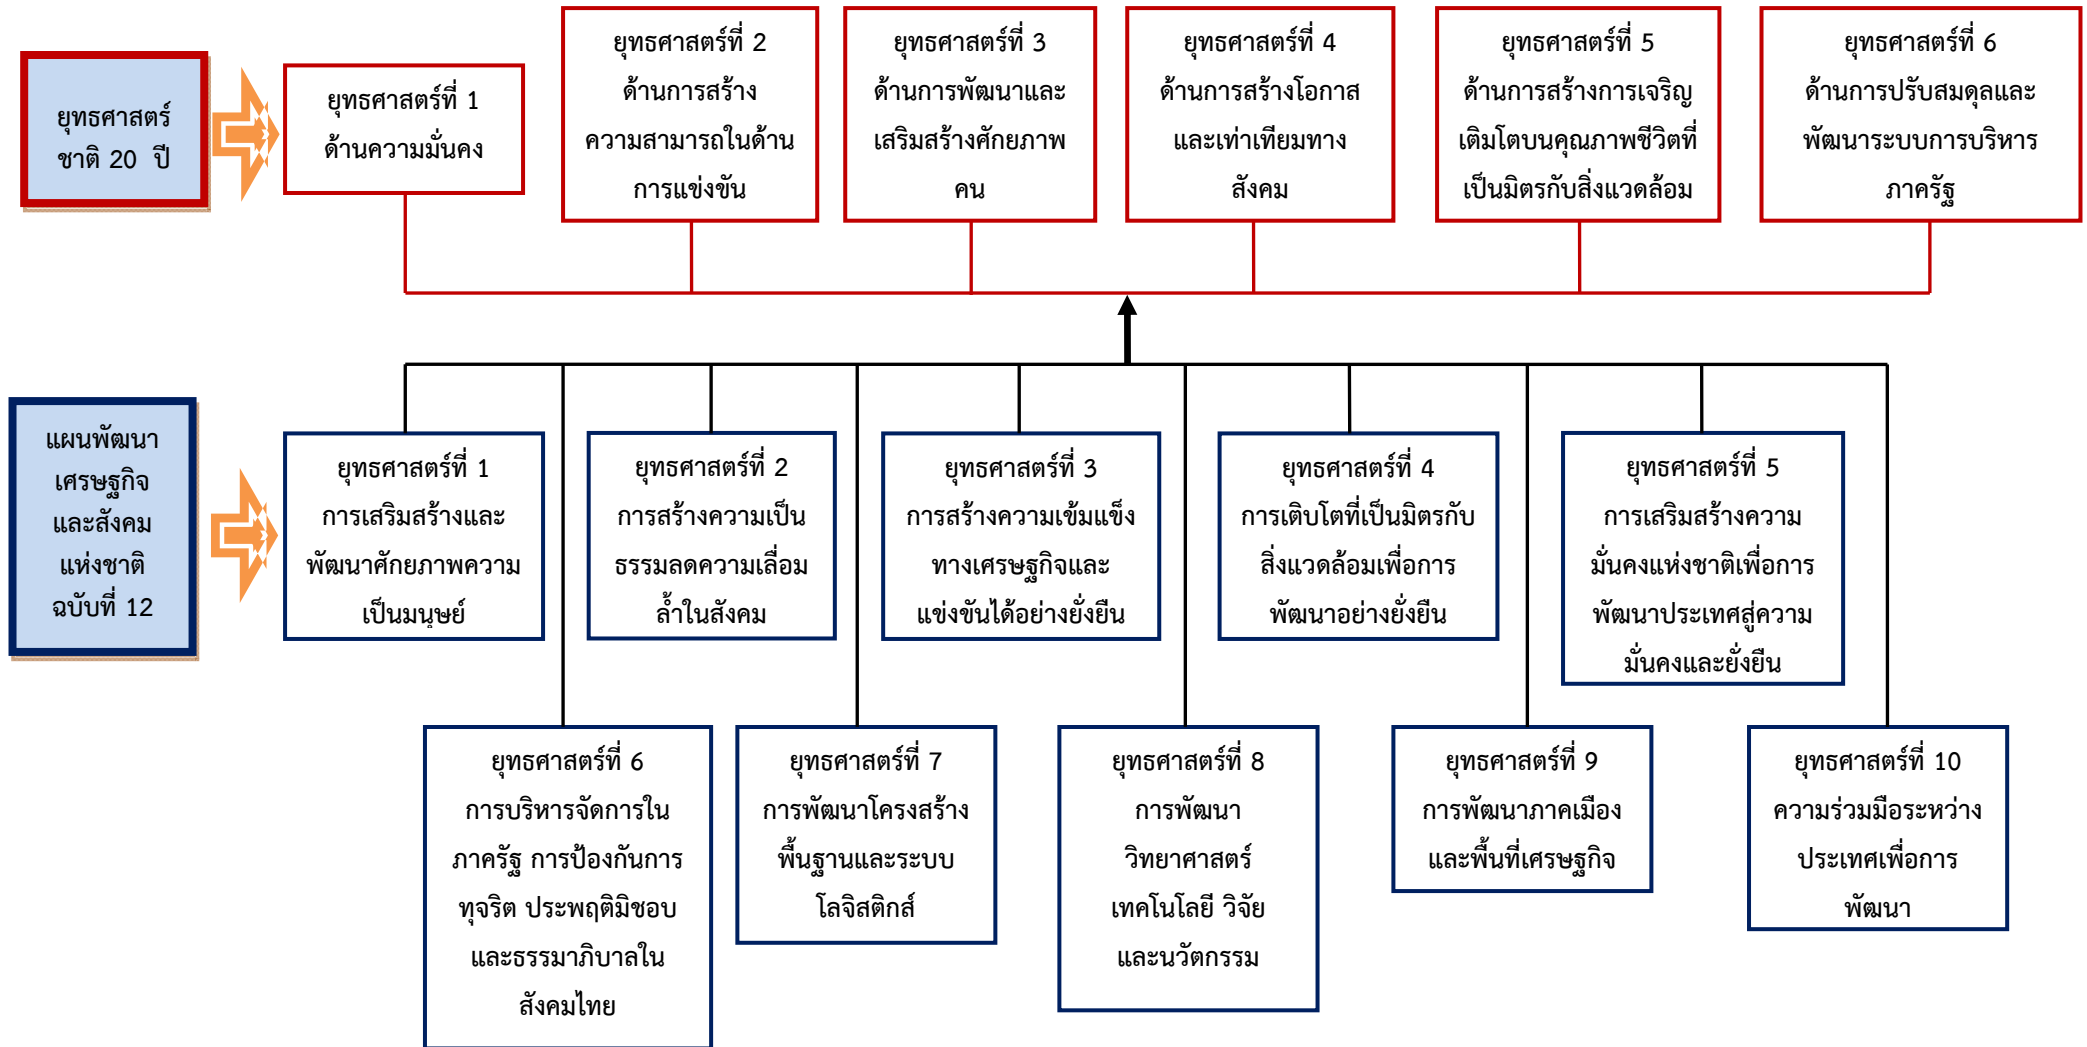 ยุทธศาสตร์
ชาติ 20 ปี
ยุทธศาสตร์ที่ 1
ด้านความมั่นคง
ยุทธศาสตร์ที่ 2
ด้านการสร้าง
ความสามารถในด้าน
การแข่งขัน
ยุทธศาสตร์ที่ 3
ด้านการพัฒนาและ
เสริมสร้างศักยภาพ
คน
ยุทธศาสตร์ที่ 4
ด้านการสร้างโอกาส
และเท่าเทียมทาง
สังคม
ยุทธศาสตร์ที่ 5
ด้านการสร้างการเจริญ
เติมโตบนคุณภาพชีวิตที่
เป็นมิตรกับสิ่งแวดล้อม
ยุทธศาสตร์ที่ 6
ด้านการปรับสมดุลและ
พัฒนาระบบการบริหาร
ภาครัฐ
แผนพัฒนา
เศรษฐกิจ
และสังคม
แห่งชาติ
ฉบับที่ 12
ยุทธศาสตร์ที่ 1
การเสริมสร้างและ
พัฒนาศักยภาพความ
เป็นมนุษย์
ยุทธศาสตร์ที่ 2
การสร้างความเป็น
ธรรมลดความเลื่อม
ล้ำในสังคม
ยุทธศาสตร์ที่ 3
การสร้างความเข้มแข็ง
ทางเศรษฐกิจและ
แข่งขันได้อย่างยั่งยืน
ยุทธศาสตร์ที่ 4
การเติบโตที่เป็นมิตรกับ
สิ่งแวดล้อมเพื่อการ
พัฒนาอย่างยั่งยืน
ยุทธศาสตร์ที่ 5
การเสริมสร้างความ
มั่นคงแห่งชาติเพื่อการ
พัฒนาประเทศสู่ความ
มั่นคงและยั่งยืน
ยุทธศาสตร์ที่ 6
การบริหารจัดการใน
ภาครัฐ การป้องกันการ
ทุจริต ประพฤติมิชอบ
และธรรมาภิบาลใน
สังคมไทย
ยุทธศาสตร์ที่ 7
การพัฒนาโครงสร้าง
พื้นฐานและระบบ
โลจิสติกส์
ยุทธศาสตร์ที่ 8
การพัฒนา
วิทยาศาสตร์
เทคโนโลยี วิจัย
และนวัตกรรม
ยุทธศาสตร์ที่ 9
การพัฒนาภาคเมือง
และพื้นที่เศรษฐกิจ
ยุทธศาสตร์ที่ 10
ความร่วมมือระหว่าง
ประเทศเพื่อการ
พัฒนา